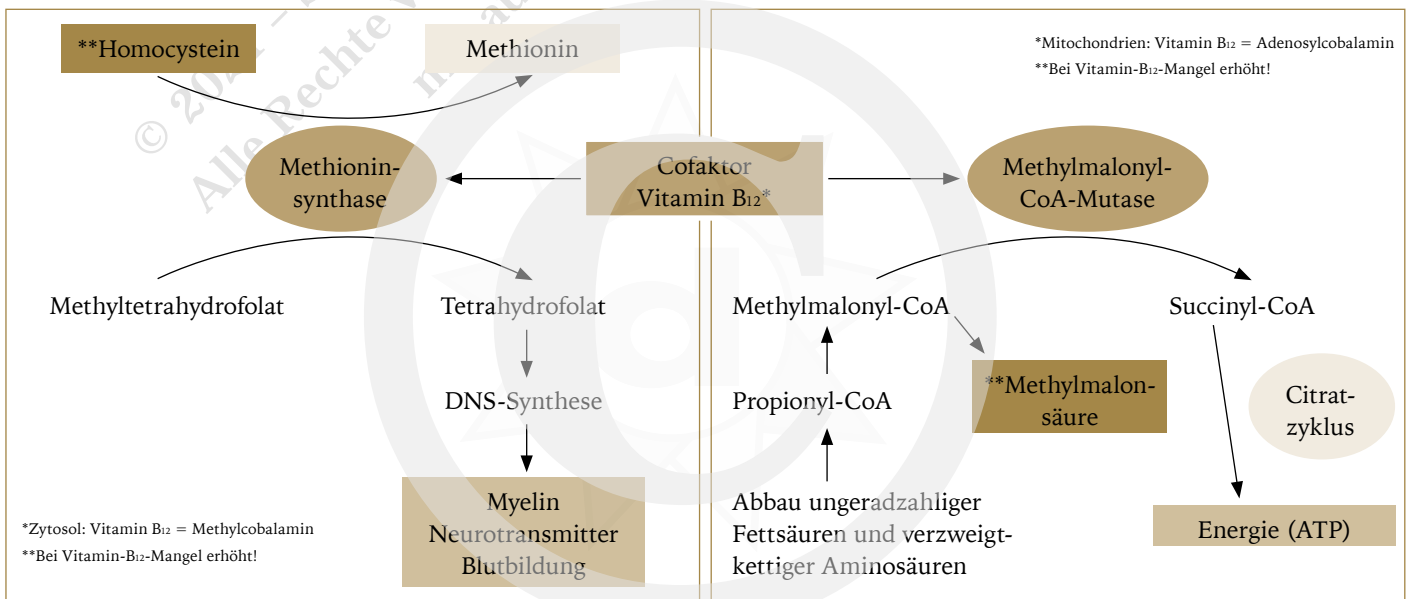 **Homocystein
Methionin
*Mitochondrien: Vitamin B₁₂ = Adenosylcobalamin
**Bei Vitamin-B₁₂-Mangel erhöht!
Methionin-
synthase
Cofaktor
Vitamin B₁₂*
Methylmalonyl-
CoA-Mutase
Methyltetrahydrofolat
Tetrahydrofolat
Methylmalonyl-CoA
Succinyl-CoA
DNS-Synthese
Propionyl-CoA
**Methylmalon-
säure
Citrat-
zyklus
Myelin
Neurotransmitter
Blutbildung
Abbau ungeradzahliger
Fettsäuren und verzweigt-
kettiger Aminosäuren
Energie (ATP)
*Zytosol: Vitamin B₁₂ = Methylcobalamin
**Bei Vitamin-B₁₂-Mangel erhöht!
Alle Rechte